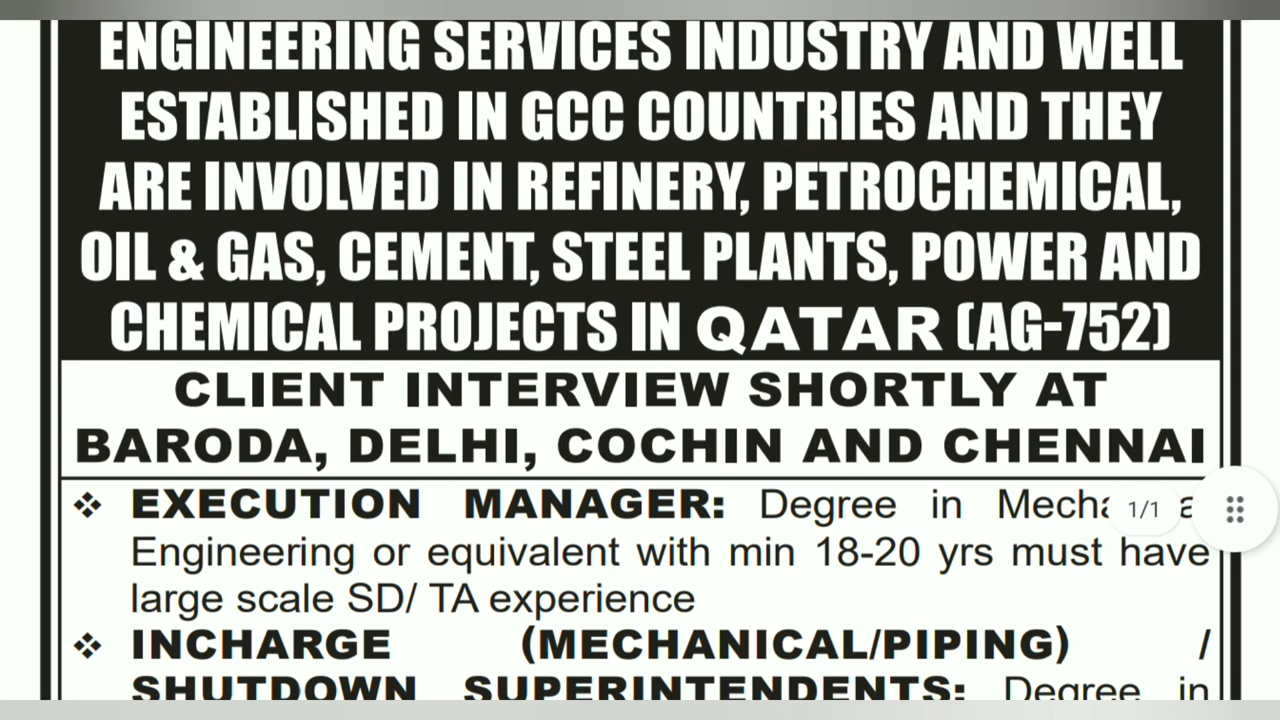 ENGINEERING SERVICES INDUSTRY AND WELL
ESTABLISHED IN GCC COUNTRIES AND THEY
ARE INVOLVED IN REFINERY, PETROCHEMICAL,
OIL & GAS, CEMENT, STEEL PLANTS, POWER AND
CHEMICAL PROJECTS IN QATAR (AG-752)
CLIENT INTERVIEW SHORTLY AT
BARODA, DELHI, COCHIN AND CHENNAI
❖ EXECUTION MANAGER: Degree in
1/1
Engineering or equivalent with min 18-20 yrs must have
large scale SD/ TA experience
❖ INCHARGE (MECHANICAL/PIPING) /
SHUTDOWN SUPERINTENDENTS: Degree in